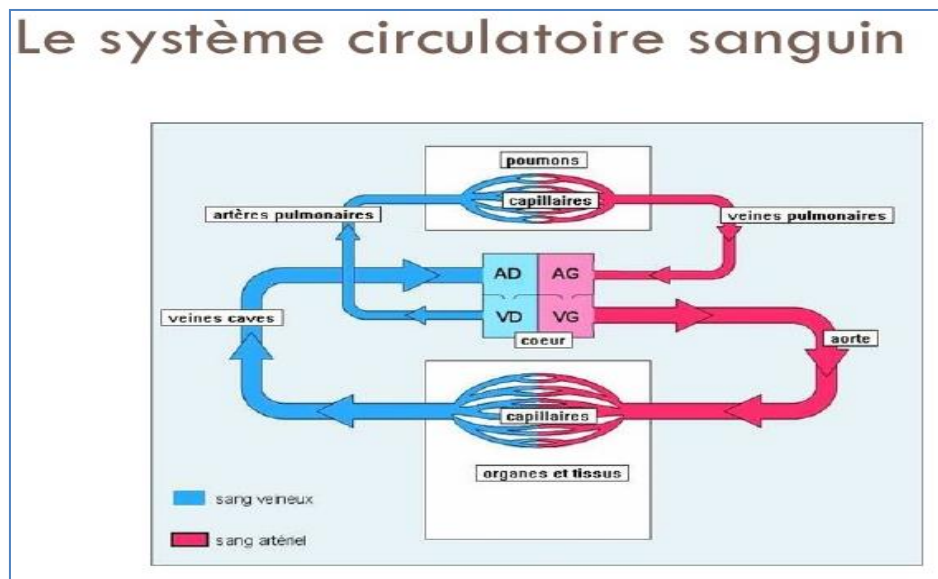 Le système circulatoire sanguin
poumons
capillaires
artères pulmonaires
veines pulmonaires
AD
AG
VD
VG
coeur
veines caves
aorte
capillaires
organes et tissus
sang veineux
sang artériel